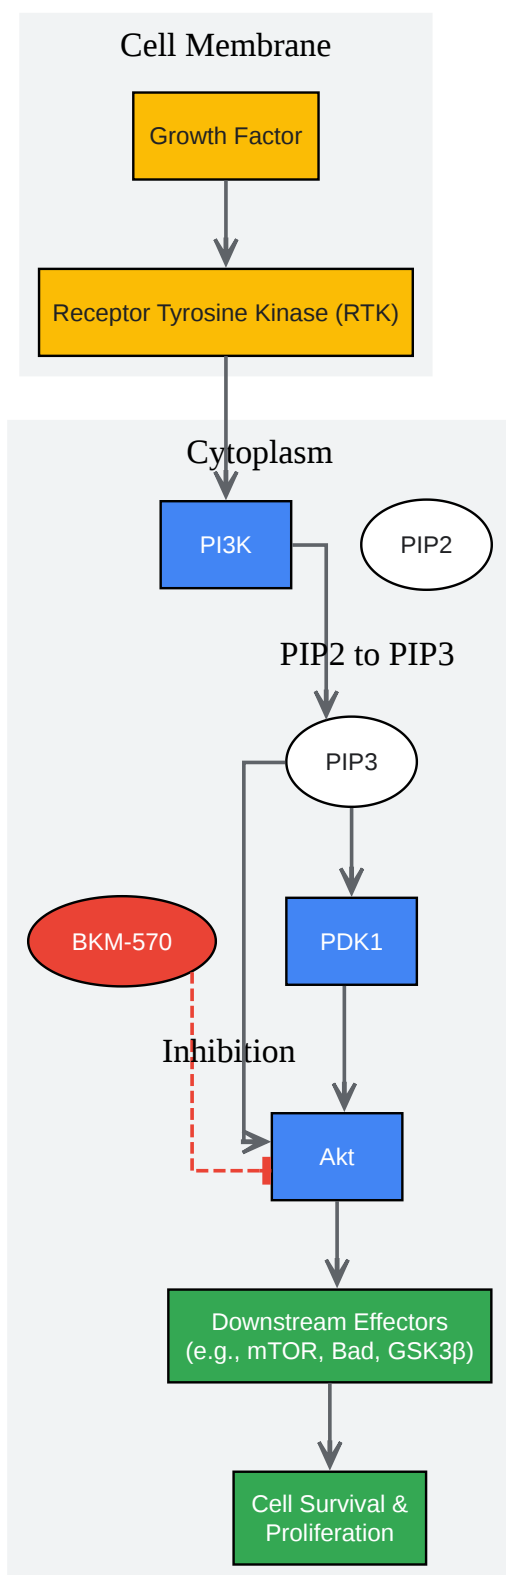 Cell Membrane
Growth Factor
Receptor Tyrosine Kinase (RTK)
Cytoplasm
PI3K
PIP2
PIP2 to PIP3
PIP3
BKM-570
PDK1
Inhibition
Akt
Downstream Effectors
(e.g., mTOR, Bad, GSK3β)
Cell Survival &
Proliferation